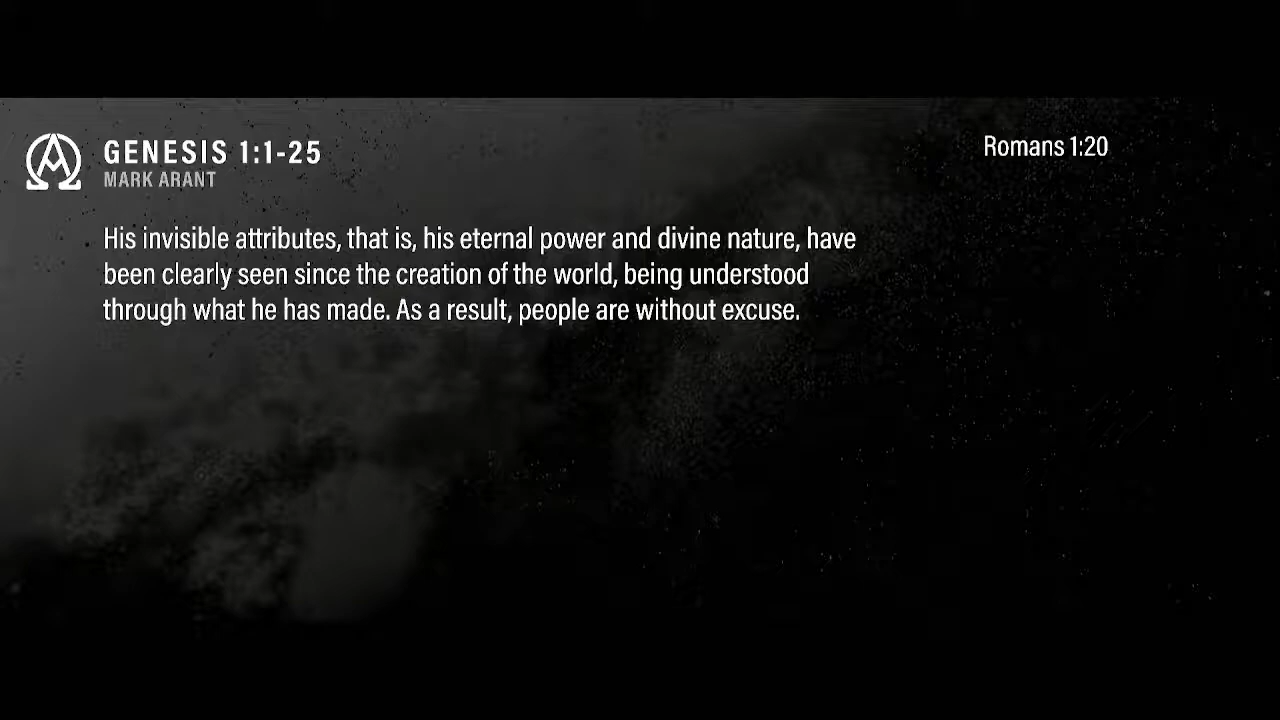 GENESIS 1:1-25
MARK ARANT
Romans 1:20
His invisible attributes, that is, his eternal power and divine nature, have
been clearly seen since the creation of the world, being understood
through what he has made. As a result, people are without excuse.